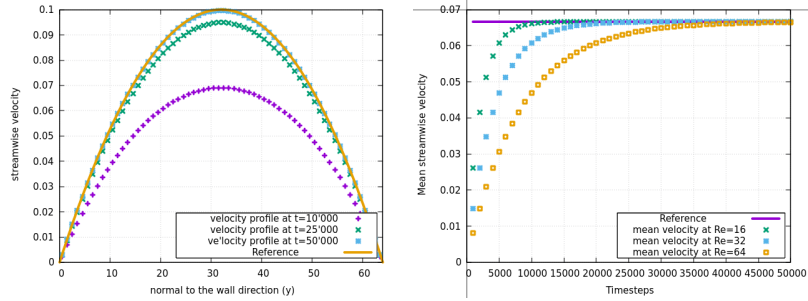 0.1
0.09
0.08
0.07
0.06
0.05
0.04
0.03
0.02
0.01
0
streamwise velocity
velocity profile at t=10'000
velocity profile at t=25'000
ve'locity profile at t=50'000
Reference
0 10 20 30 40 50 60
normal to the wall direction (y)
0.07
0.06
0.05
0.04
0.03
0.02
0.01
0
Mean streamwise velocity
Reference
mean velocity at Re=16
mean velocity at Re=32
mean velocity at Re=64
0 5000 10000 15000 20000 25000 30000 35000 40000 45000 50000
Timesteps